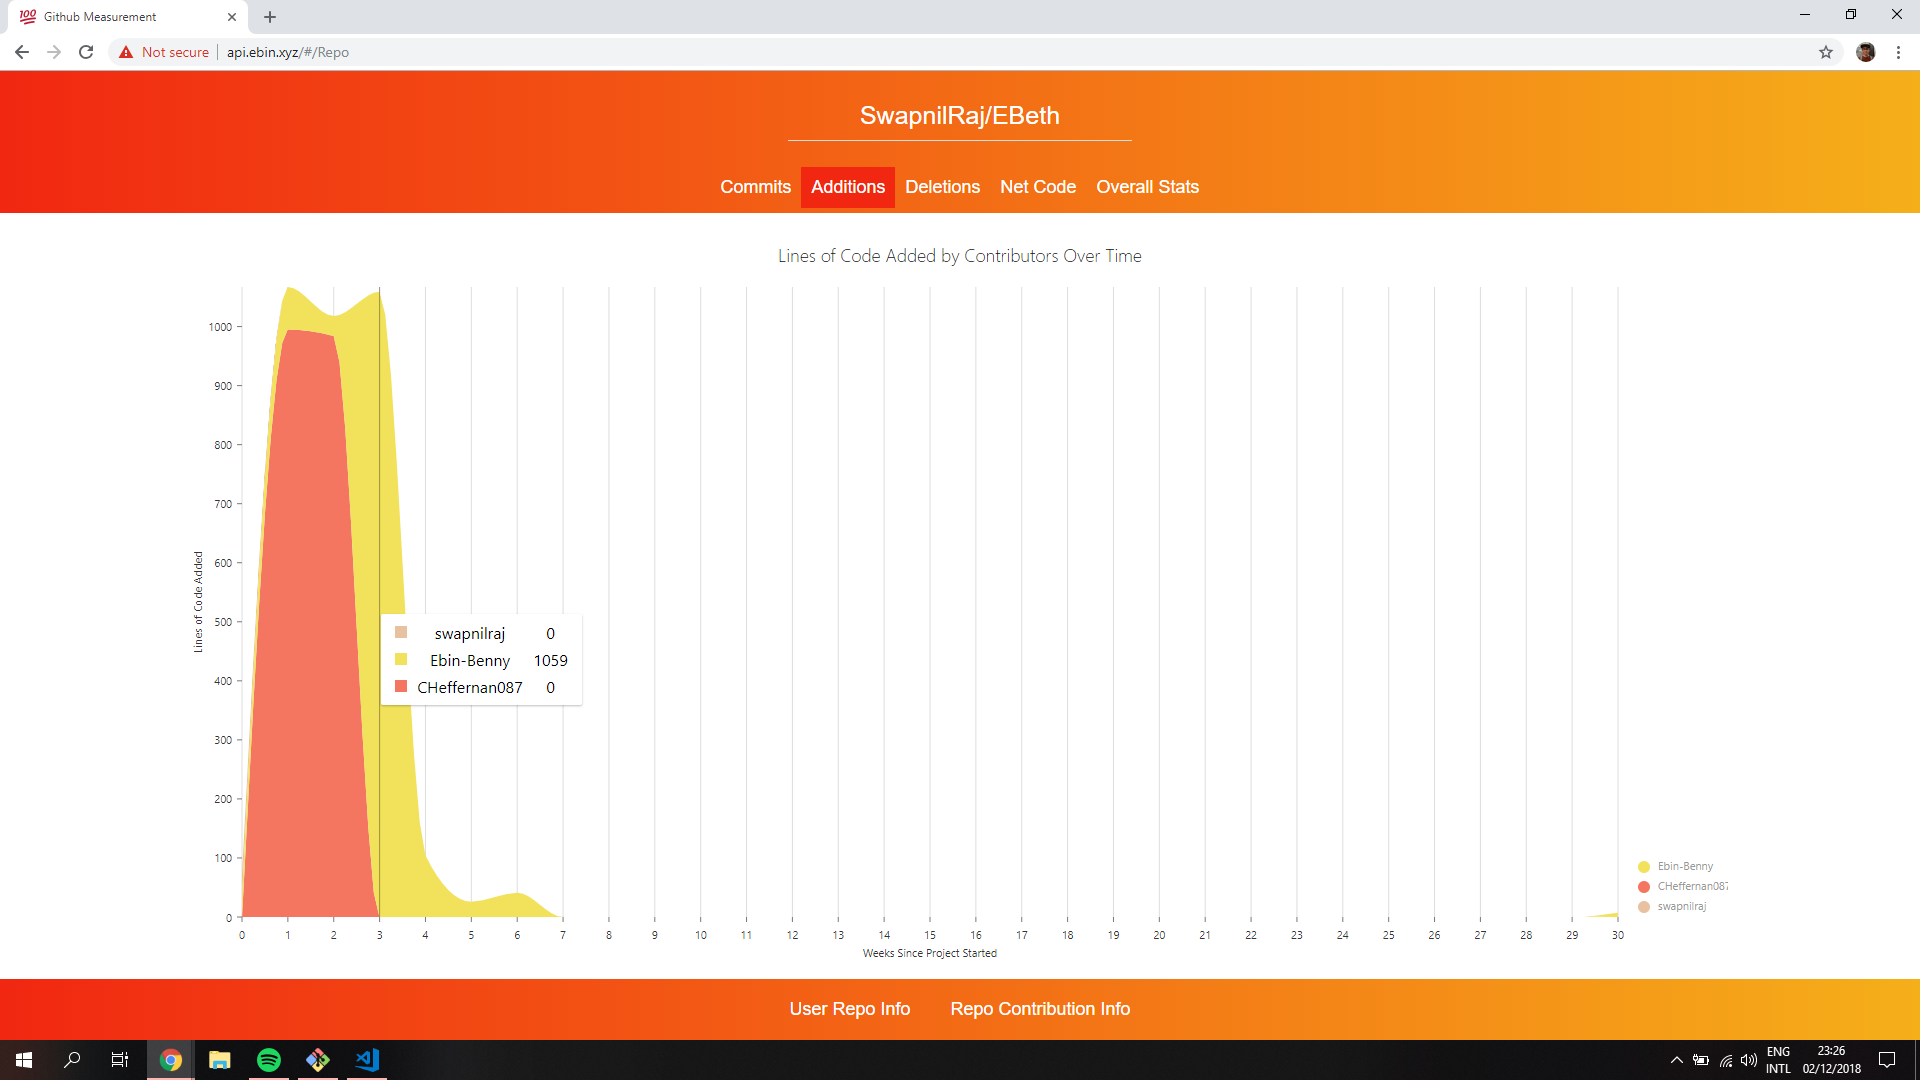 Github Measurement
Not secure
api.ebin.xyz/#/Repo
SwapnilRaj/EBeth
Commits Additions Deletions Net Code Overall Stats
Lines of Code Added by Contributors Over Time
1000
900
800
700
600
500
400
300
200
100
0
Lines of Code Added
swapnilraj 0
Ebin-Benny 1059
CHeffernan087 0
Ebin-Benny
CHeffernan087
swapnilraj
0 1 2 3 4 5 6 7 8 9 10 11 12 13 14 15 16 17 18 19 20 21 22 23 24 25 26 27 28 29 30
Weeks Since Project Started
User Repo Info Repo Contribution Info
ENG
INTL
23:26
02/12/2018